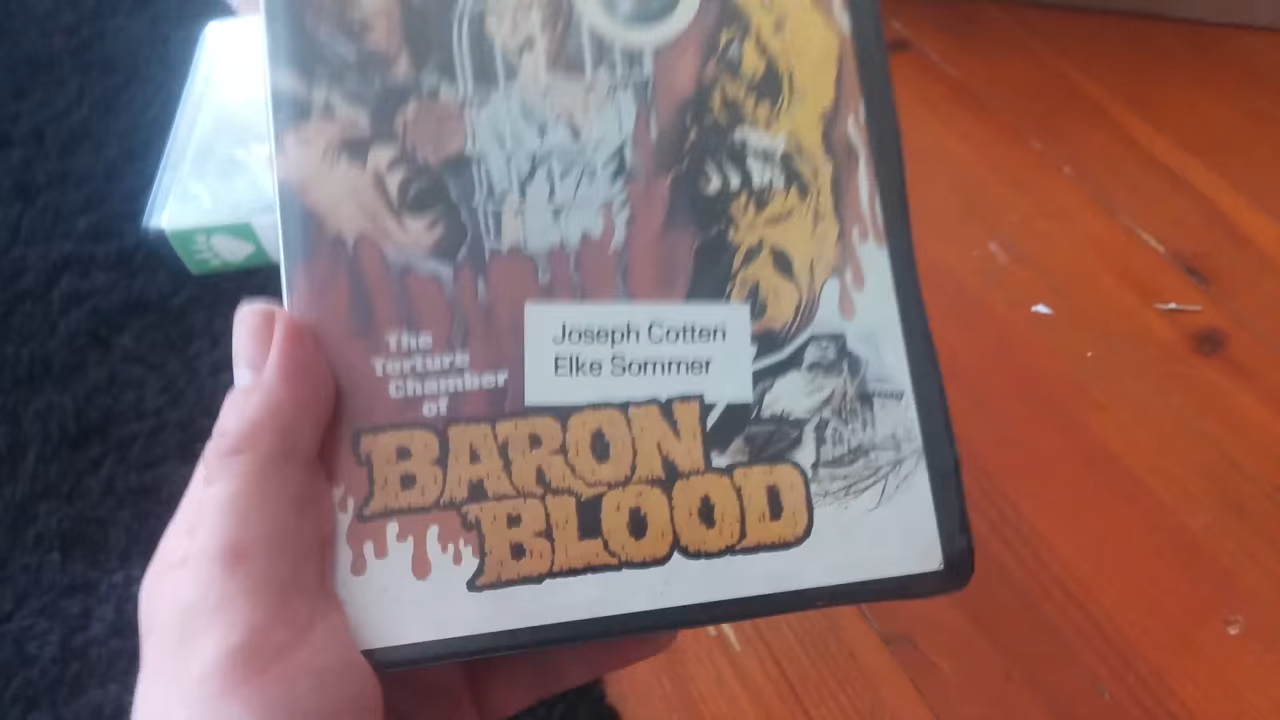 Joseph Cotten
Elke Sommer
The
Torture
Chamber
of
BARON
BLOOD